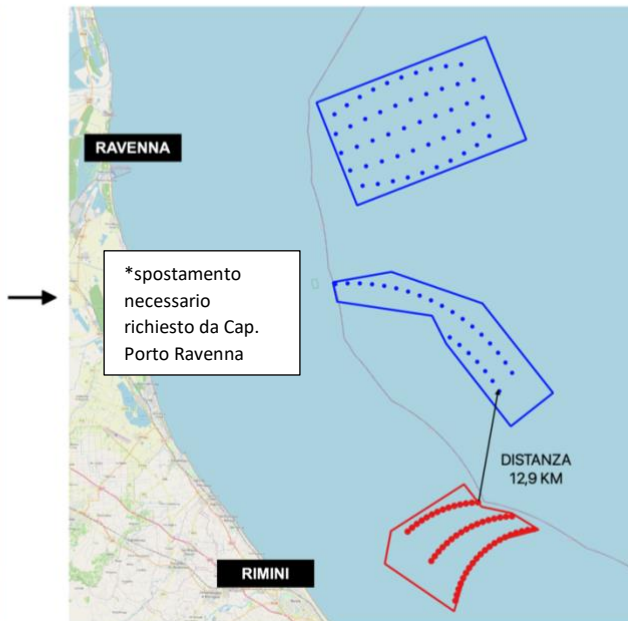 RAVENNA
*spostamento
necessario
richiesto da Cap.
Porto Ravenna
DISTANZA
12,9 KM
RIMINI